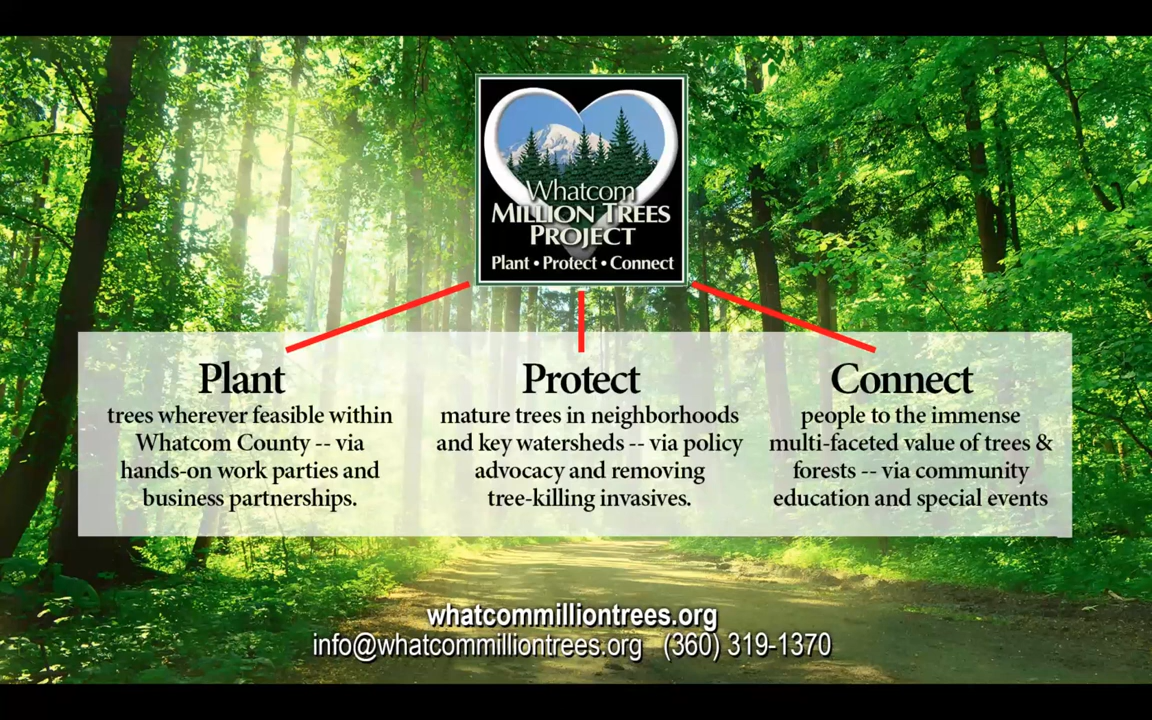 Whatcom
MILLION TREES
PROJECT
Plant • Protect • Connect
Plant
trees wherever feasible within
Whatcom County -- via
hands-on work parties and
business partnerships.
Protect
mature trees in neighborhoods
and key watersheds -- via policy
advocacy and removing
tree-killing invasives.
Connect
people to the immense
multi-faceted value of trees &
forests -- via community
education and special events
whatcommilliontrees.org
info@whatcommilliontrees.org (360) 319-1370